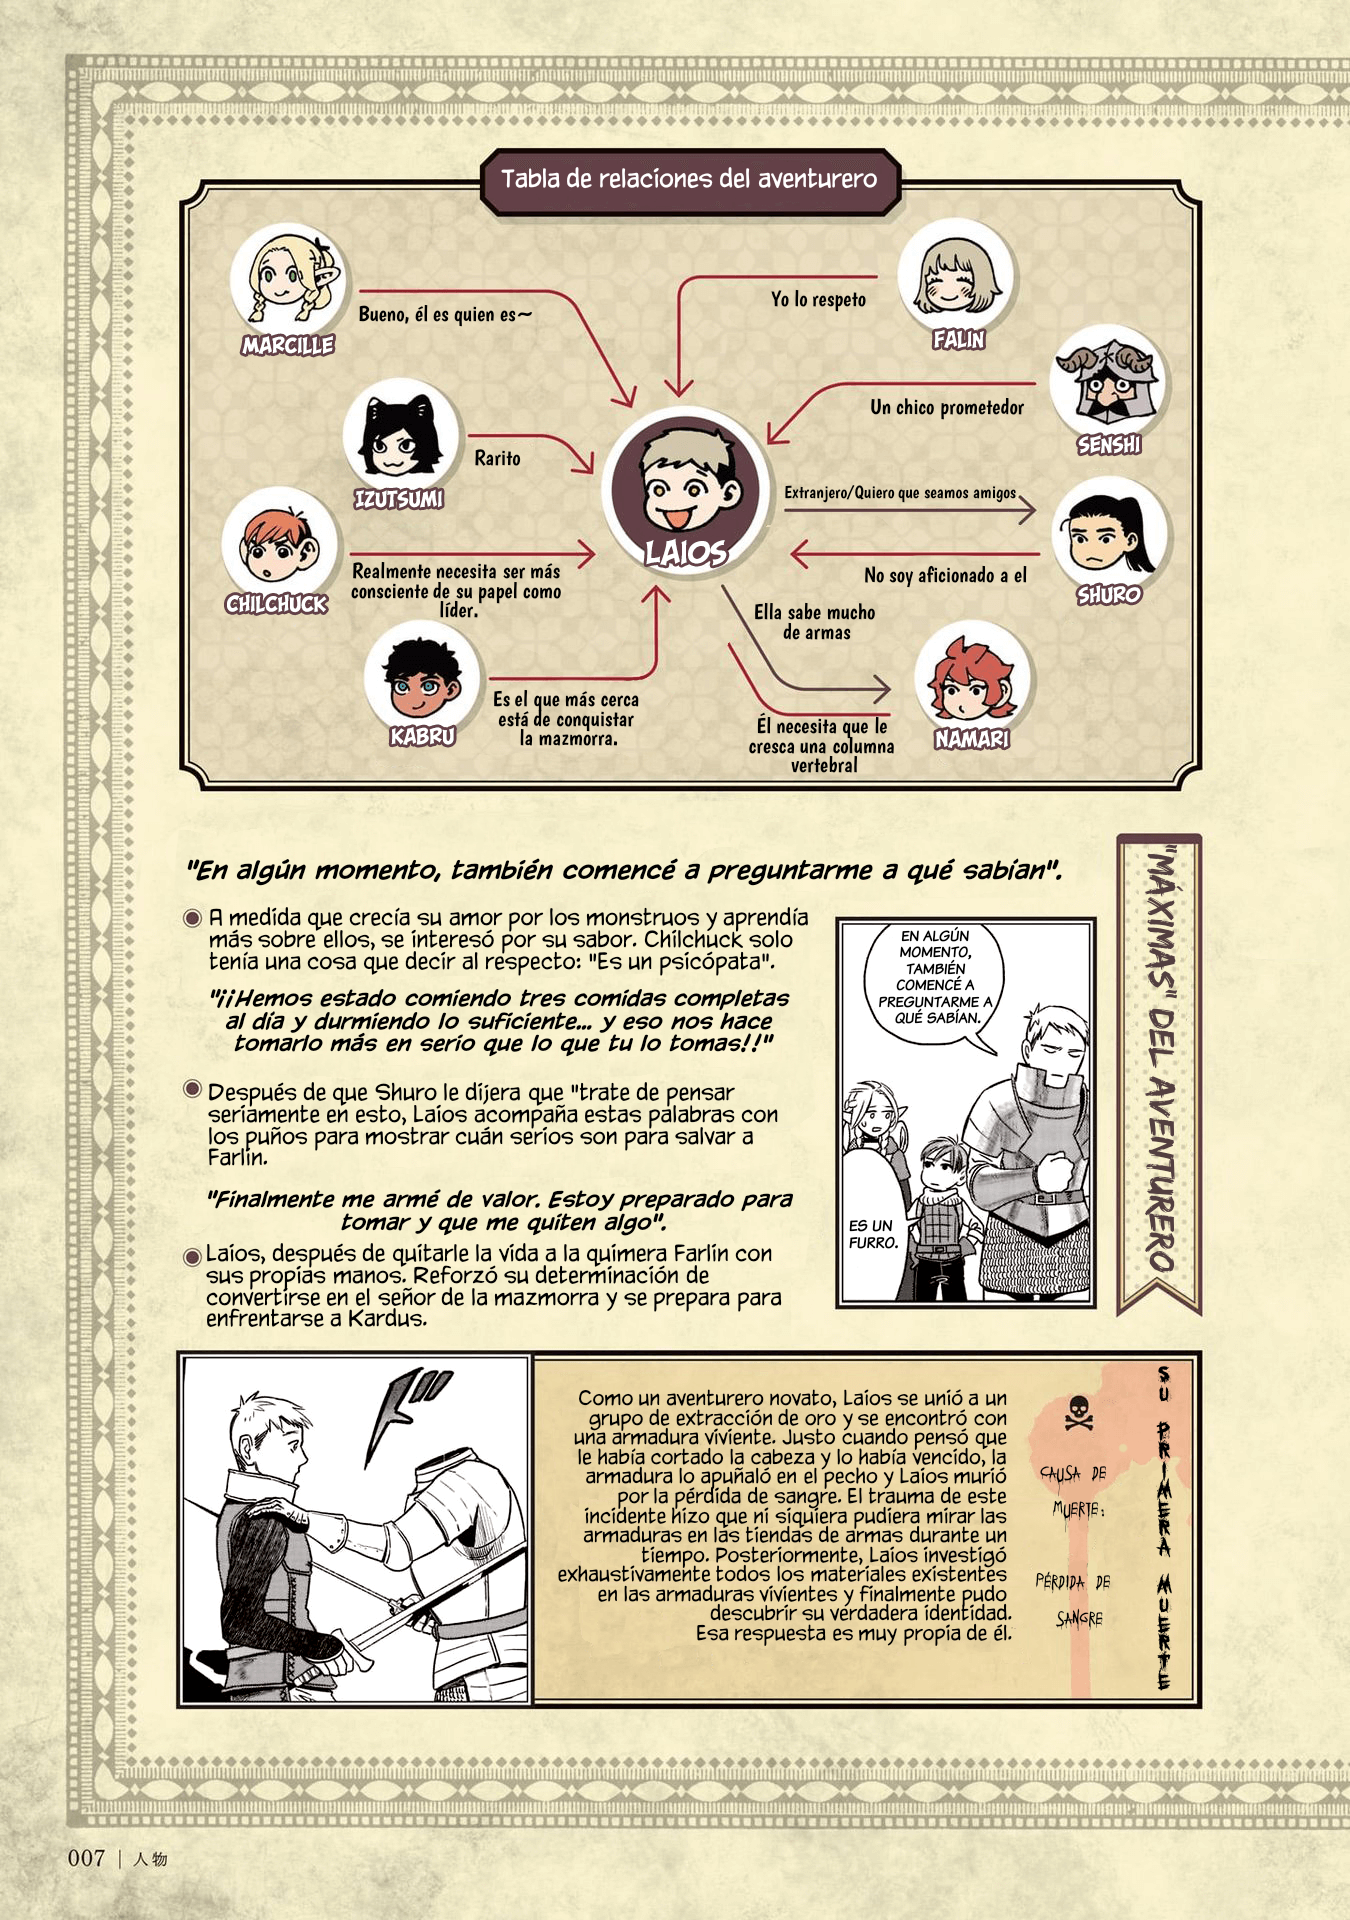 Tabla de relaciones del aventurero
MARCILLE
Bueno, él es quien es~
Yo lo respeto
FALIN
Un chico prometedor
SENSHI
IZUTSUMI
Rarito
LAIOS
Extranjero/Quiero que seamos amigos
No soy aficionado a el
SHURO
CHILCHUCK
Realmente necesita ser más
consciente de su papel como
líder.
KABRU
Es el que más cerca
está de conquistar
la mazmorra.
Ella sabe mucho
de armas
Él necesita que le
cresca una columna
vertebral
NAMARI
"MÁXIMAS" DEL AVENTURERO
"En algún momento, también comencé a preguntarme a qué sabían".
A medida que crecía su amor por los monstruos y aprendía
más sobre ellos, se interesó por su sabor. Chilchuck solo
tenía una cosa que decir al respecto: "Es un psicópata".
"¡¡Hemos estado comiendo tres comidas completas
al día y durmiendo lo suficiente... y eso nos hace
tomarlo más en serio que lo que tu lo tomas!!"
Después de que Shuro le dijera que "trate de pensar
seriamente en esto, Laios acompaña estas palabras con
los puños para mostrar cuán serios son para salvar a
Farlin.
"Finalmente me armé de valor. Estoy preparado para
tomar y que me quiten algo".
Laios, después de quitarle la vida a la quimera Farlin con
sus propias manos. Reforzó su determinación de
convertirse en el señor de la mazmorra y se prepara para
enfrentarse a Kardus.
EN ALGÚN
MOMENTO,
TAMBIÉN
COMENCÉ A
PREGUNTARME A
QUÉ SABÍAN.
ES UN
FURRO.
SU PRIMERA MUERTE
CAUSA DE
MUERTE:
PÉRDIDA DE
SANGRE
Como un aventurero novato, Laios se unió a un
grupo de extracción de oro y se encontró con
una armadura viviente. Justo cuando pensó que
le había cortado la cabeza y lo había vencido, la
armadura lo apuñaló en el pecho y Laios murió
por la pérdida de sangre. El trauma de este
incidente hizo que ni siquiera pudiera mirar las
armaduras en las tiendas de armas durante un
tiempo. Posteriormente, Laios investigó
exhaustivamente todos los materiales existentes
en las armaduras vivientes y finalmente pudo
descubrir su verdadera identidad.
Esa respuesta es muy propia de él.
007 | 人物